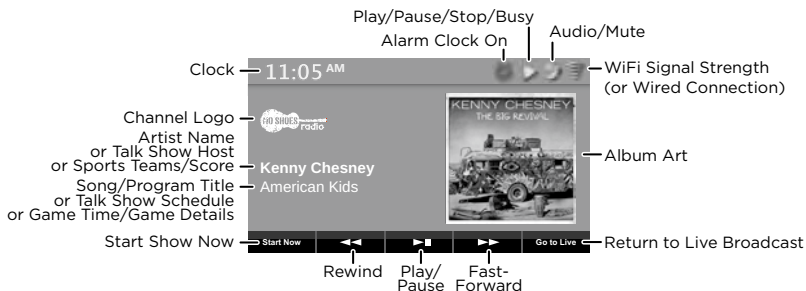 Play/Pause/Stop/Busy
Alarm Clock On
Audio/Mute
Clock
11:05 AM
WiFi Signal Strength
(or Wired Connection)
Channel Logo
SHOES
radio
KENNY CHESNEY
THE BIG REVIVAL
Artist Name
or Talk Show Host
or Sports Teams/Score
Kenny Chesney
Album Art
Song/Program Title
or Talk Show Schedule
or Game Time/Game Details
American Kids
Start Show Now
Start Now
Go to Live
Return to Live Broadcast
Rewind
Play/
Pause
Fast-
Forward